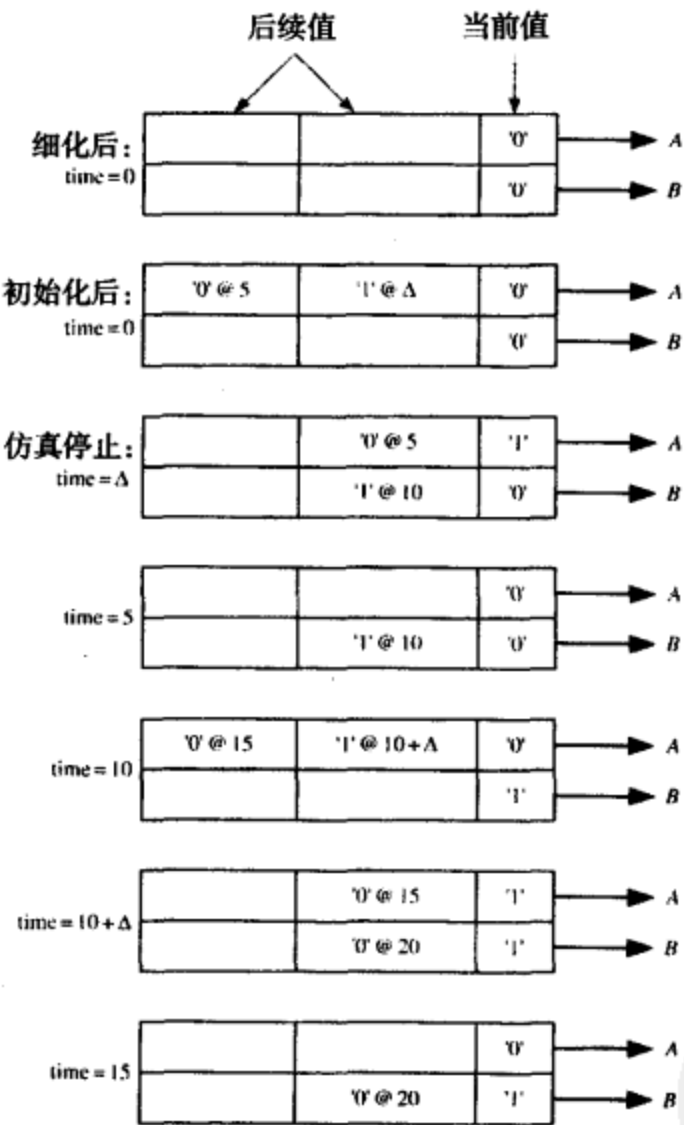 后续值 当前值
细化后：
time=0
'0' A
'0' B
初始化后：
time=0
'0' @ 5 '1' @ Δ '0' A
'0' B
仿真停止：
time=Δ
'0' @ 5 '1' A
'1' @ 10 '0' B
time=5
'0' A
'1' @ 10 '0' B
time=10
'0' @ 15 '1' @ 10+Δ '0' A
'1' B
time=10+Δ
'0' @ 15 '1' A
'0' @ 20 '1' B
time=15
'0' A
'0' @ 20 '1' B